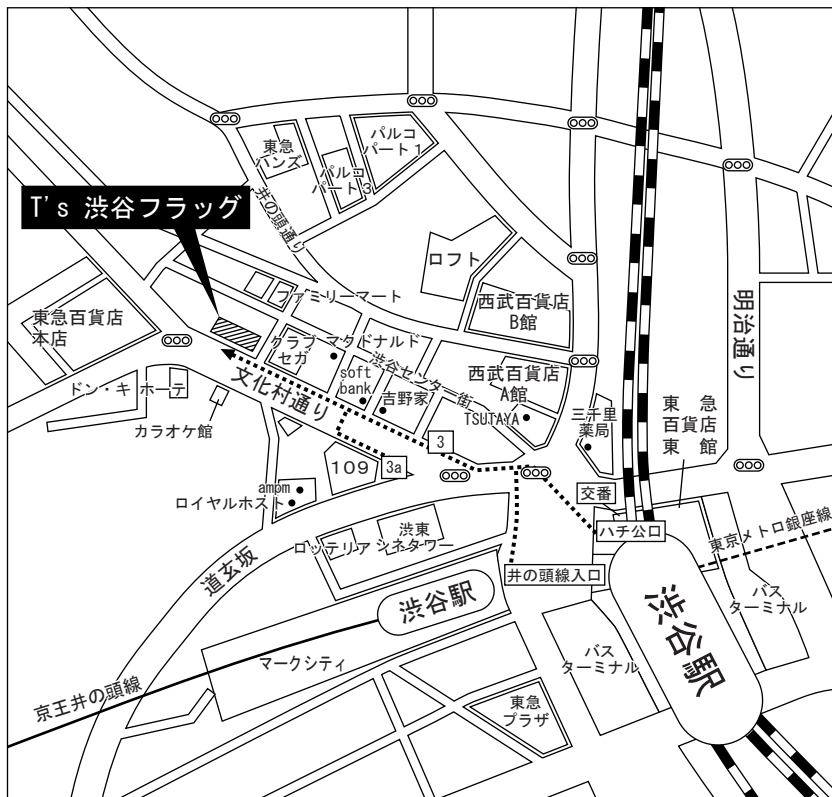 東急
ハンズ
パルコ
パート1
パルコ
パート3
井の頭通り
T's 渋谷フラッグ
ロフト
ファミリーマート
西武百貨店
B館
明治通り
東急百貨店
本店
クラブ
セガ
マクドナルド
渋谷センター街
西武百貨店
A館
soft
bank
吉野家
TSUTAYA
三千里
薬局
東急
百貨店
東館
ドン・キホーテ
文化村通り
カラオケ館
3
3a
109
ampm
ロイヤルホスト
交番
ハチ公口
東京メトロ銀座線
道玄坂
ロッテリア
渋東
シネタワー
井の頭線入口
渋谷駅
渋谷駅
バス
ターミナル
バス
ターミナル
マークシティ
京王井の頭線
東急
プラザ